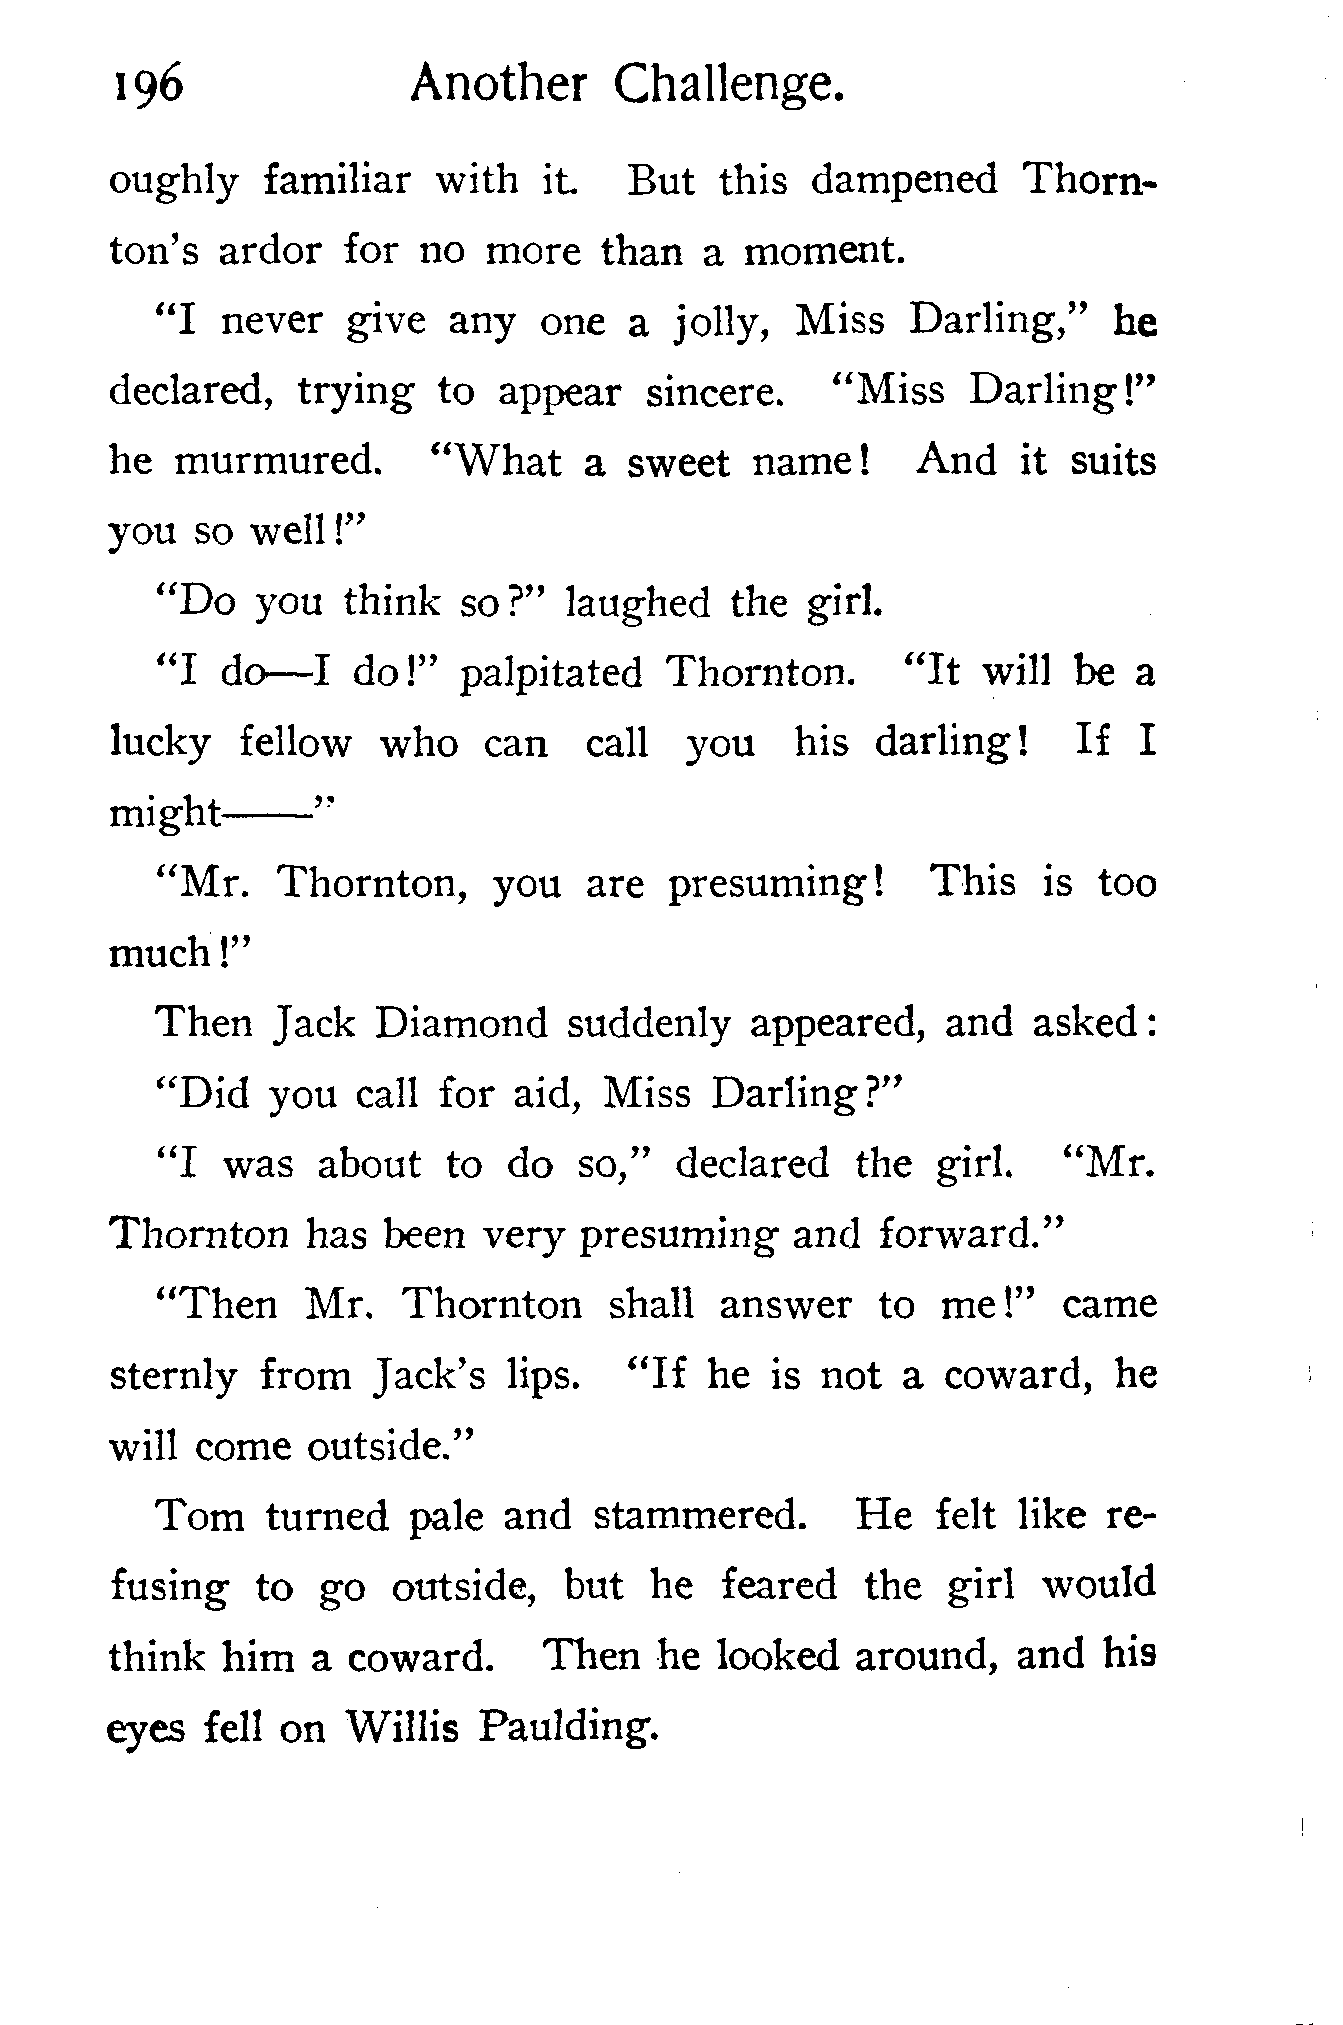 196 Another Challenge.
oughly familiar with it. But this dampened Thorn-
ton's ardor for no more than a moment.
"I never give any one a jolly, Miss Darling," he
declared, trying to appear sincere. "Miss Darling!"
he murmured. "What a sweet name! And it suits
you so well!"
"Do you think so?" laughed the girl.
"I do—I do!" palpitated Thornton. "It will be a
lucky fellow who can call you his darling! If I
might——"
"Mr. Thornton, you are presuming! This is too
much!"
Then Jack Diamond suddenly appeared, and asked:
"Did you call for aid, Miss Darling?"
"I was about to do so," declared the girl. "Mr.
Thornton has been very presuming and forward."
"Then Mr. Thornton shall answer to me!" came
sternly from Jack's lips. "If he is not a coward, he
will come outside."
Tom turned pale and stammered. He felt like re-
fusing to go outside, but he feared the girl would
think him a coward. Then he looked around, and his
eyes fell on Willis Paulding.